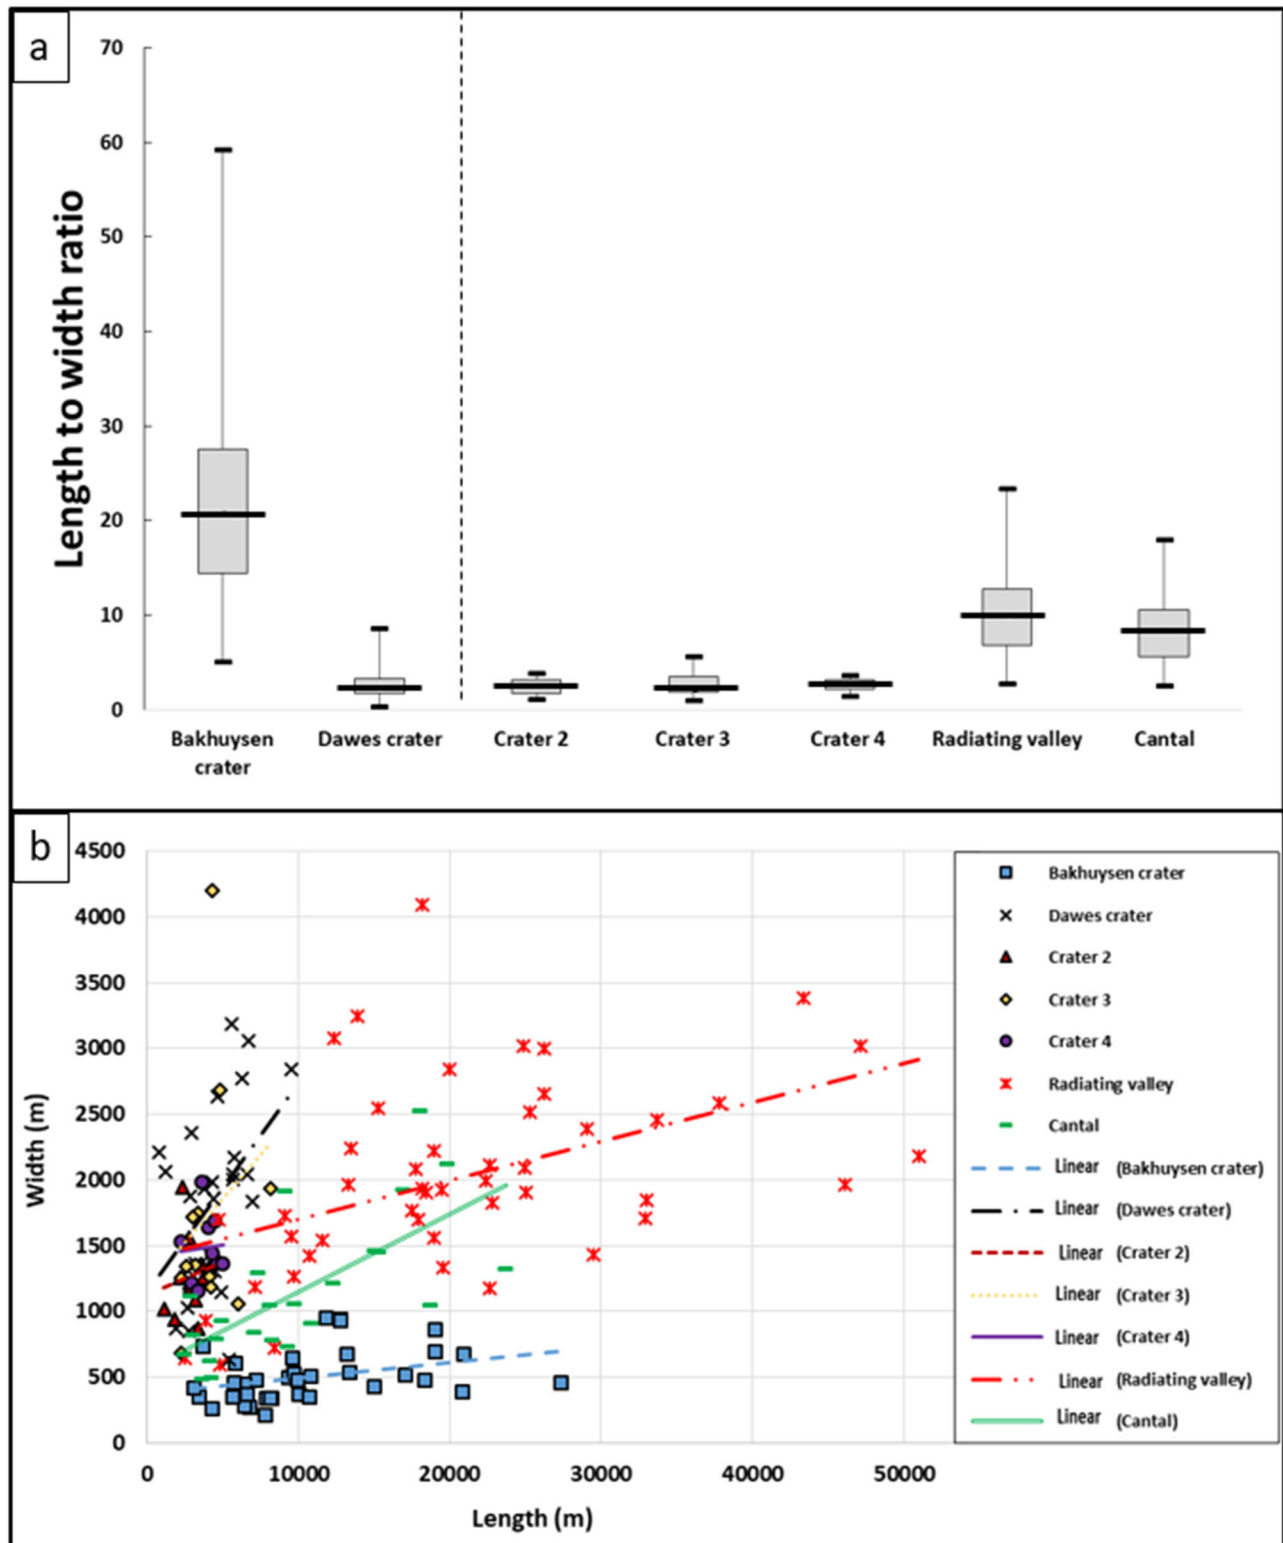 a
70
60
50
40
30
20
10
0
Length to width ratio
Bakhuysen
crater
Dawes crater
Crater 2
Crater 3
Crater 4
Radiating valley
Cantal
b
4500
4000
3500
3000
2500
2000
1500
1000
500
0
Width (m)
0 10000 20000 30000 40000 50000
Length (m)
Bakhuysen crater
Dawes crater
Crater 2
Crater 3
Crater 4
Radiating valley
Cantal
Linear (Bakhuysen crater)
Linear (Dawes crater)
Linear (Crater 2)
Linear (Crater 3)
Linear (Crater 4)
Linear (Radiating valley)
Linear (Cantal)